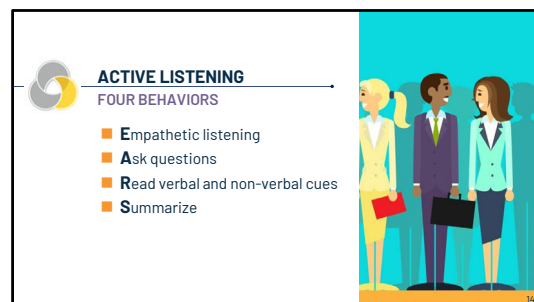 ACTIVE LISTENING
FOUR BEHAVIORS
Empathetic listening
Ask questions
Read verbal and non-verbal cues
Summarize
14